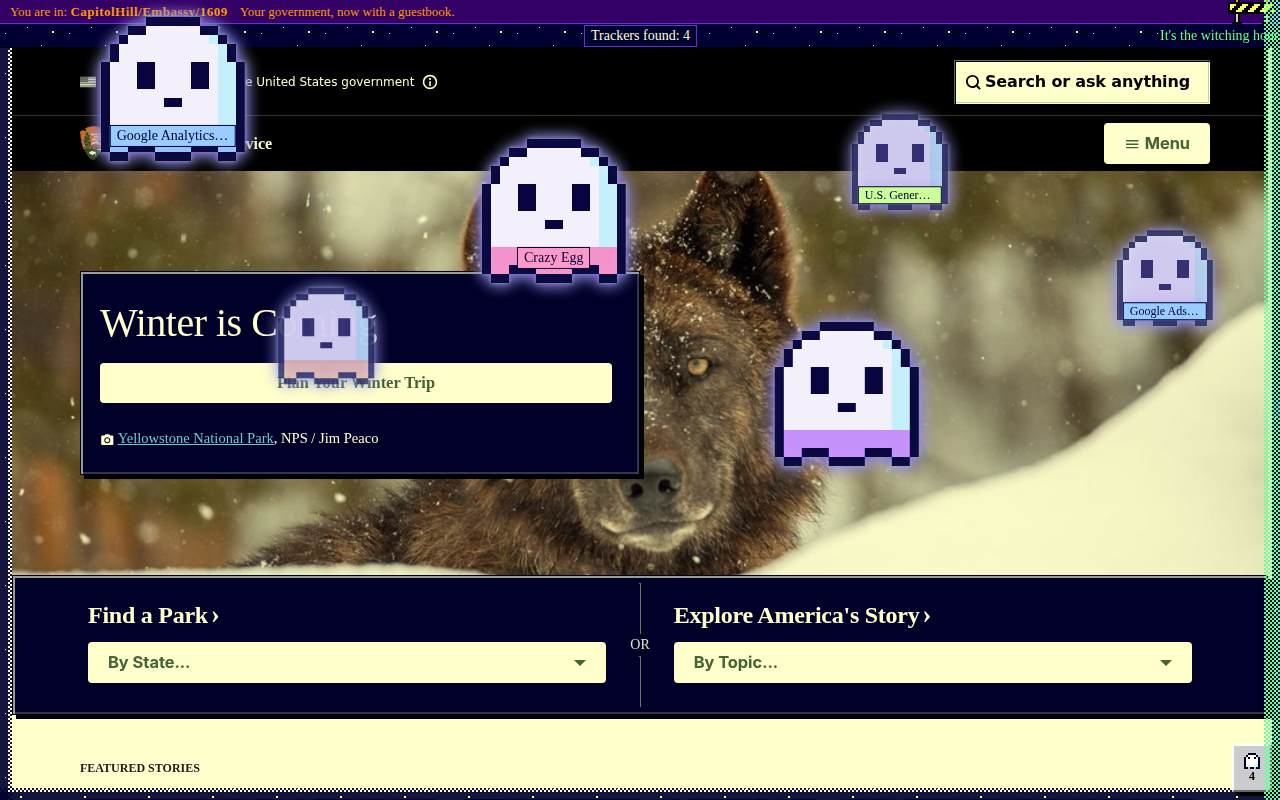 You are in: CapitolHill/Embassy/1609 Your government, now with a guestbook.
Trackers found: 4
It's the witching ho
United States government
Search or ask anything
Google Analytics…
vice
Menu
U.S. Gener…
Crazy Egg
Google Ads…
Winter is Coming
Plan Your Winter Trip
Yellowstone National Park, NPS / Jim Peaco
Find a Park ›
Explore America's Story ›
OR
By State...
By Topic...
FEATURED STORIES
4